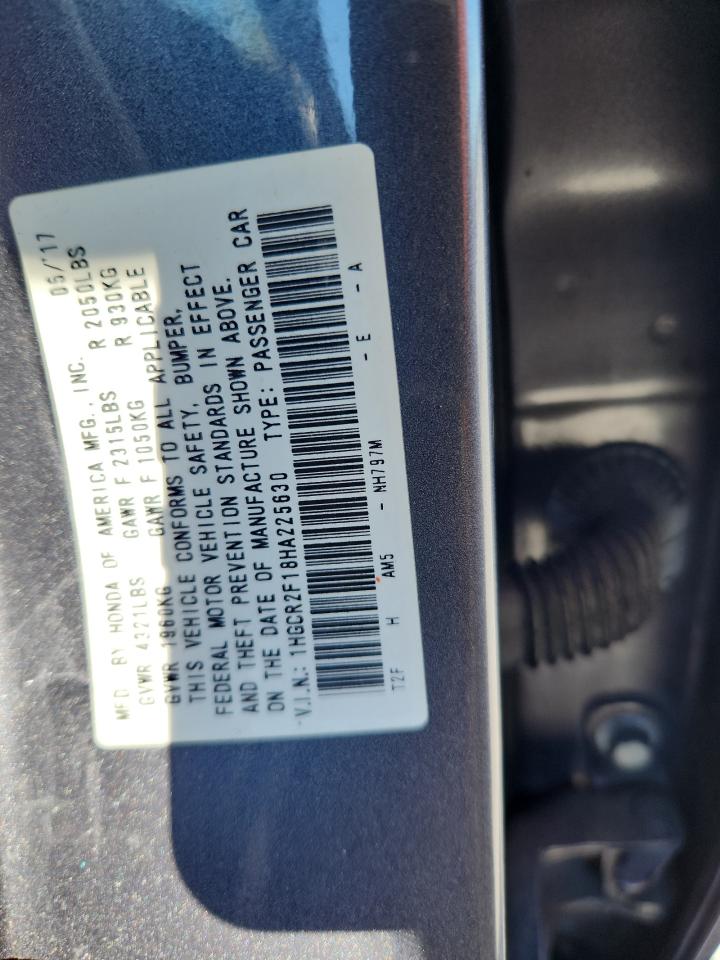 MFD. BY HONDA OF AMERICA MFG., INC. 05/'17
GVWR 4321LBS GAWR F 2315LBS R 2050LBS
GVWR 1960KG GAWR F 1050KG R 930KG
THIS VEHICLE CONFORMS TO ALL APPLICABLE
FEDERAL MOTOR VEHICLE SAFETY, BUMPER,
AND THEFT PREVENTION STANDARDS IN EFFECT
ON THE DATE OF MANUFACTURE SHOWN ABOVE.
V.I.N.: 1HGCR2F18HA225630 TYPE: PASSENGER CAR
T2F H AM5 - NH797M - E - A